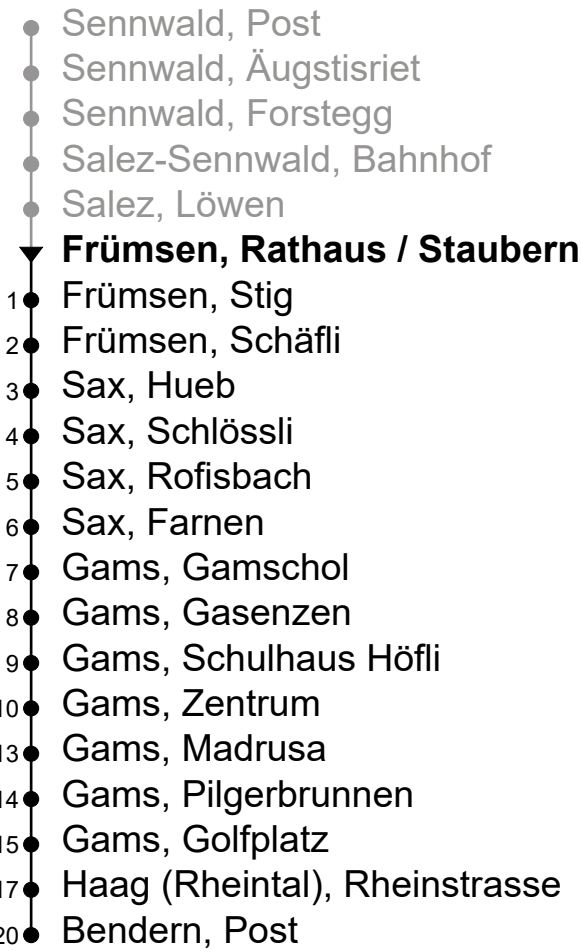 Sennwald, Post
Sennwald, Äugstisriet
Sennwald, Forstegg
Salez-Sennwald, Bahnhof
Salez, Löwen
Frümsen, Rathaus / Staubern
1 Frümsen, Stig
2 Frümsen, Schäfli
3 Sax, Hueb
4 Sax, Schlössli
5 Sax, Rofisbach
6 Sax, Farnen
7 Gams, Gamschol
8 Gams, Gasenzen
9 Gams, Schulhaus Höfli
10 Gams, Zentrum
13 Gams, Madrusa
14 Gams, Pilgerbrunnen
15 Gams, Golfplatz
17 Haag (Rheintal), Rheinstrasse
20 Bendern, Post